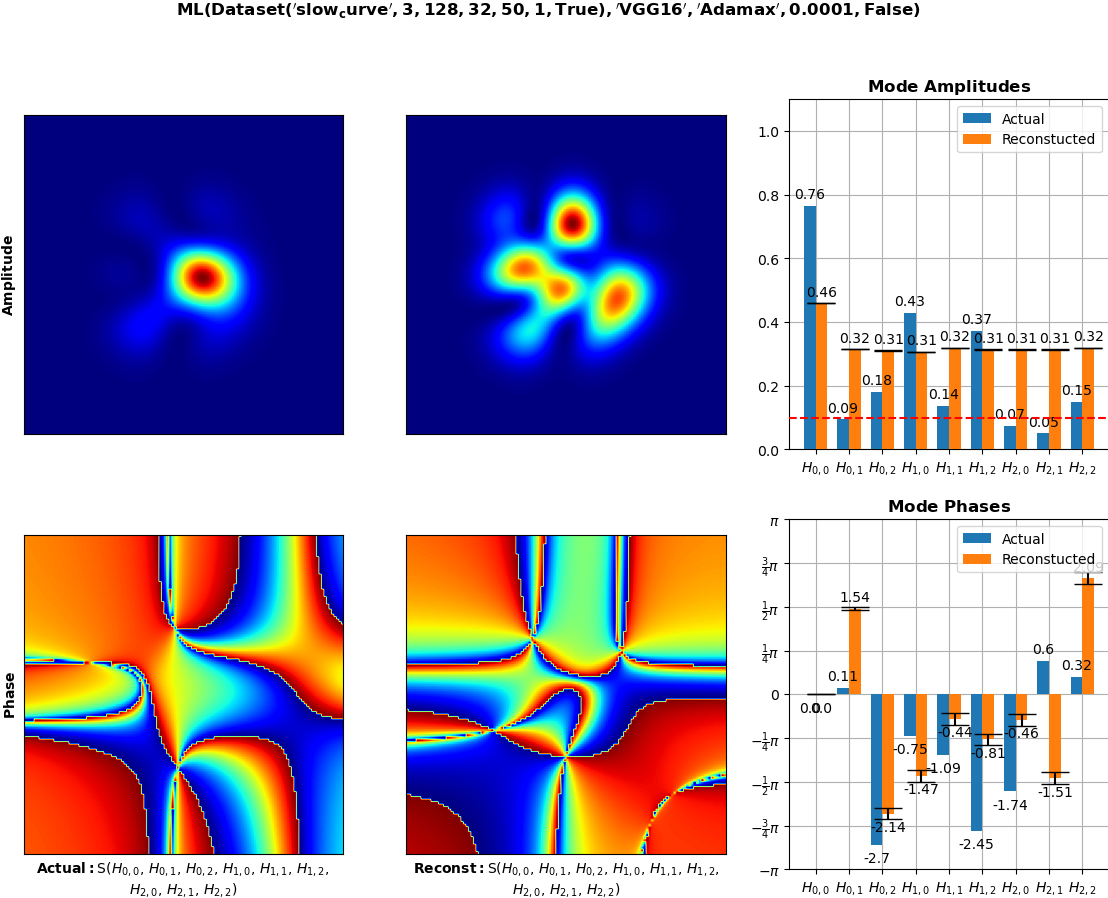 ML(Dataset('slow_curve', 3, 128, 32, 50, 1, True), 'VGG16', 'Adamax', 0.0001, False)
Amplitude
Mode Amplitudes
Actual
Reconstucted
1.0
0.8
0.6
0.4
0.2
0.0
0.76
0.46
0.09
0.32
0.18
0.31
0.43
0.31
0.14
0.32
0.37
0.31
0.07
0.31
0.05
0.31
0.15
0.32
H0,0 H0,1 H0,2 H1,0 H1,1 H1,2 H2,0 H2,1 H2,2
Phase
Actual: S(H0,0, H0,1, H0,2, H1,0, H1,1, H1,2,
H2,0, H2,1, H2,2)
Reconst: S(H0,0, H0,1, H0,2, H1,0, H1,1, H1,2,
H2,0, H2,1, H2,2)
Mode Phases
Actual
Reconstucted
π
3/4π
1/2π
1/4π
0
−1/4π
−1/2π
−3/4π
−π
0.0
0.0
0.11
1.54
-2.7
-2.14
-0.75
-1.47
-1.09
-0.44
-2.45
-0.81
-1.74
-0.46
0.6
-1.51
0.32
H0,0 H0,1 H0,2 H1,0 H1,1 H1,2 H2,0 H2,1 H2,2